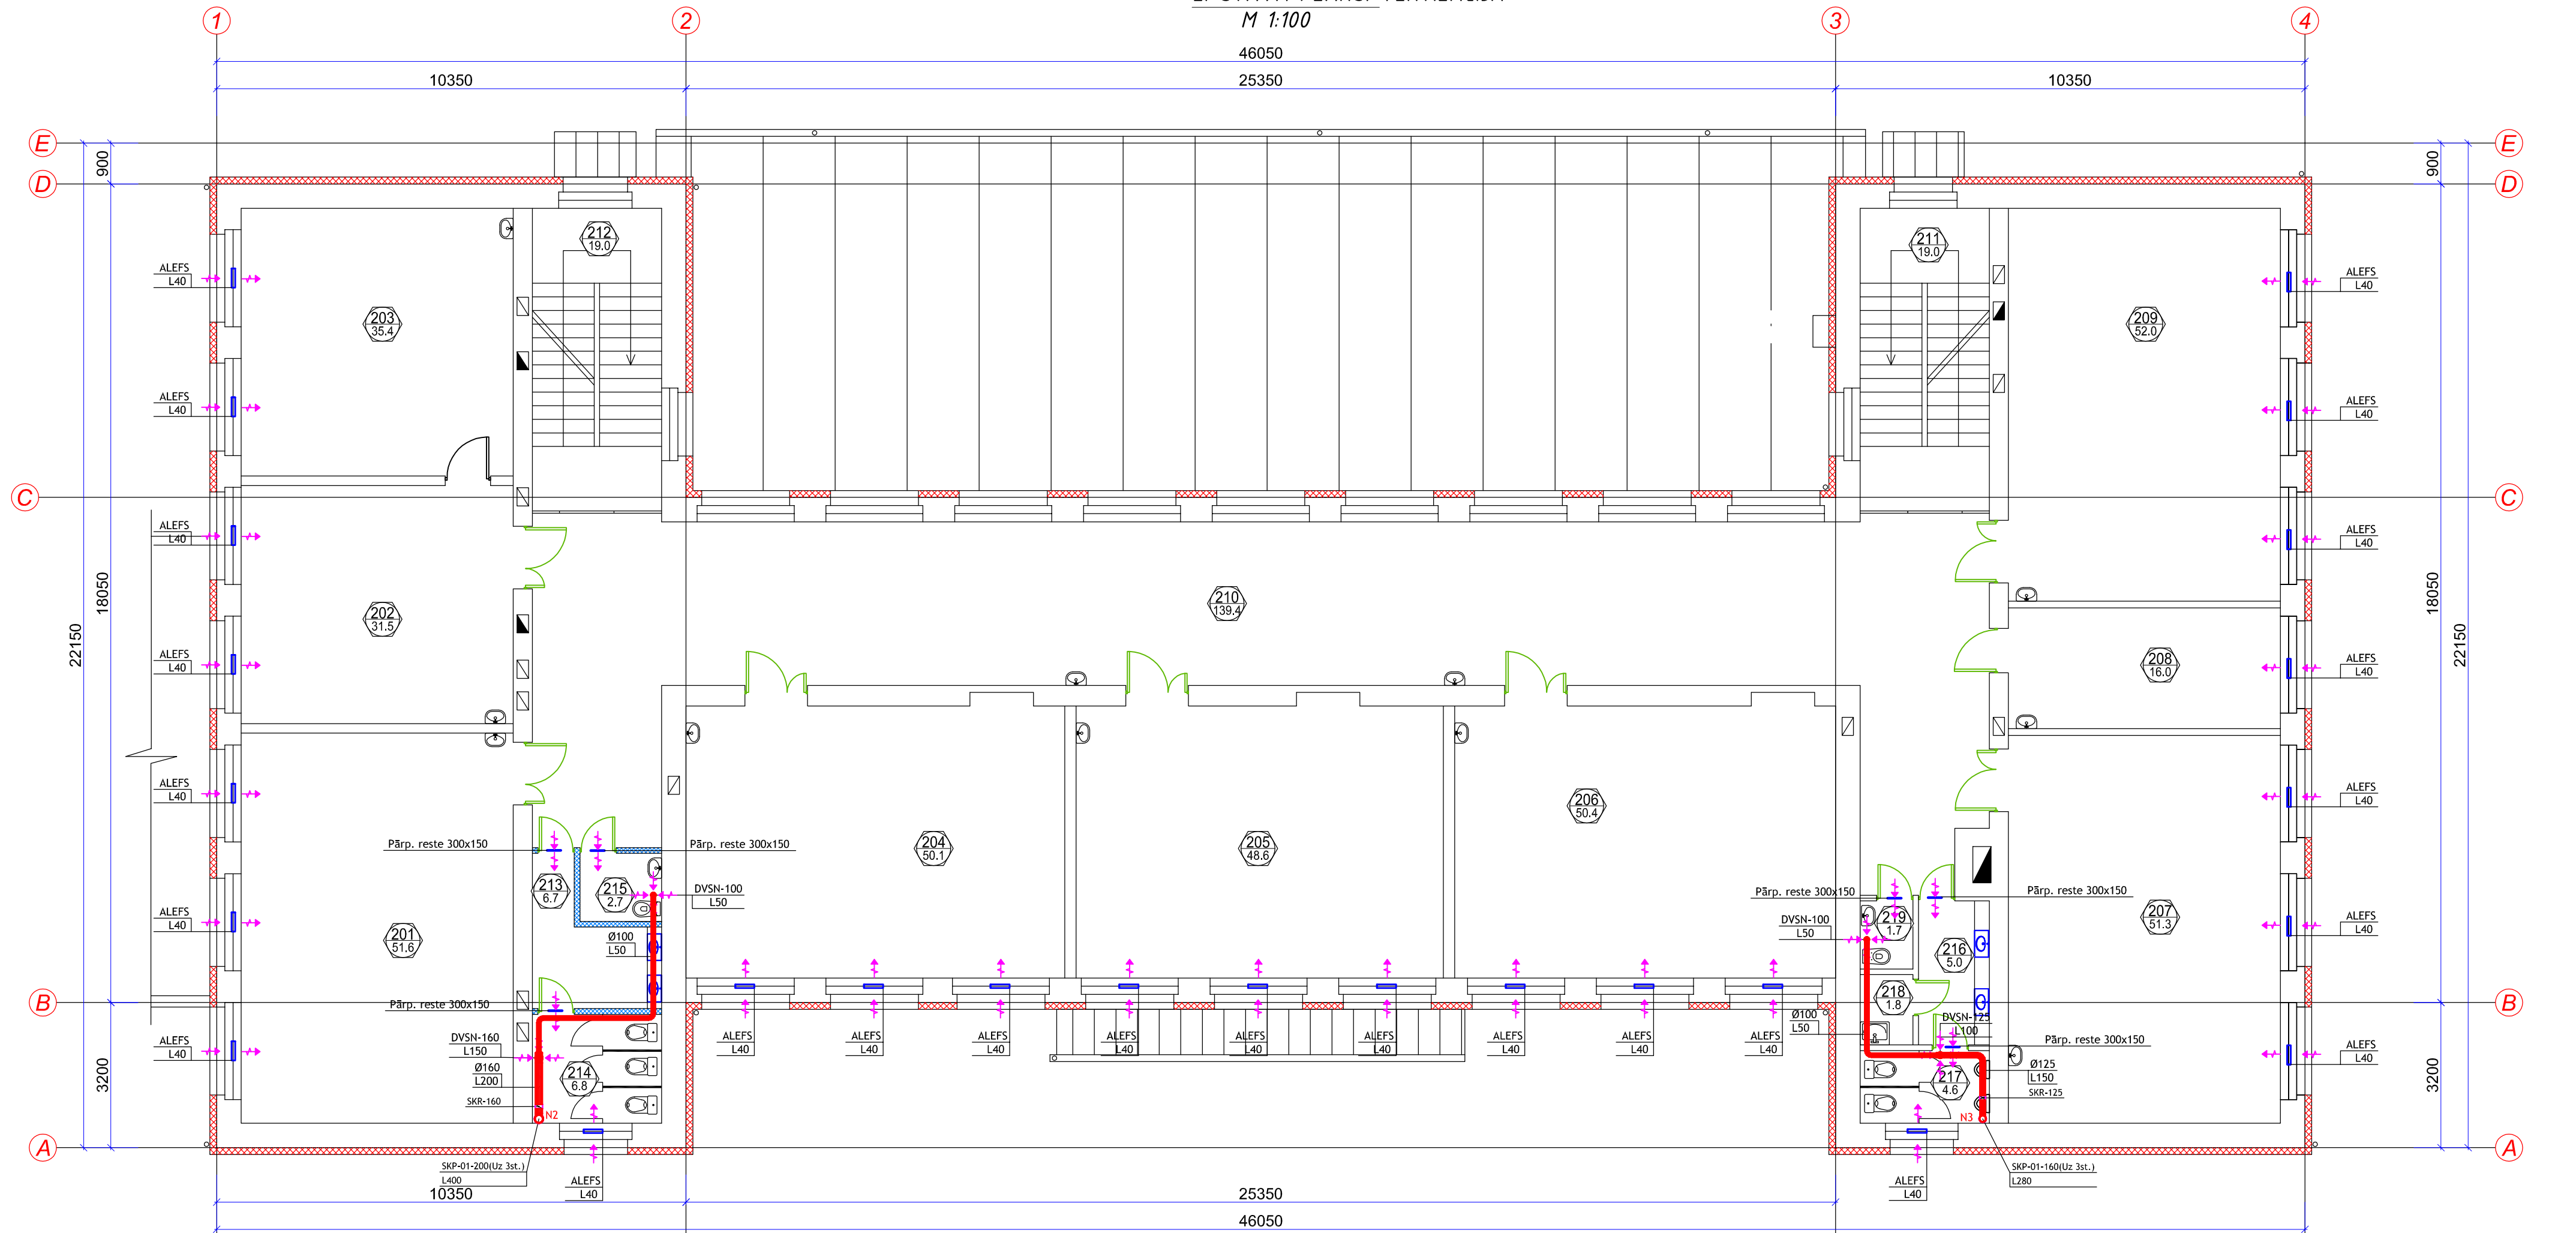 M 1:100
1
2
3
4
46050
10350
25350
10350
E
E
900
900
D
D
212
19.0
211
19.0
ALEFS
L40
ALEFS
L40
203
35.4
209
52.0
ALEFS
L40
ALEFS
L40
C
C
ALEFS
L40
ALEFS
L40
18050
22150
18050
22150
210
139.4
202
31.5
208
16.0
ALEFS
L40
ALEFS
L40
ALEFS
L40
ALEFS
L40
206
50.4
204
50.1
205
48.6
Pārp. reste 300x150
Pārp. reste 300x150
213
6.7
215
2.7
DVSN-100
L50
Pārp. reste 300x150
Pārp. reste 300x150
201
51.6
207
51.3
ALEFS
L40
ALEFS
L40
Ø100
L50
DVSN-100
L50
219
1.7
216
5.0
218
1.8
B
B
Pārp. reste 300x150
Ø100
L50
DVSN-125
L100
Pārp. reste 300x150
ALEFS
L40
ALEFS
L40
ALEFS
L40
ALEFS
L40
ALEFS
L40
ALEFS
L40
ALEFS
L40
ALEFS
L40
ALEFS
L40
ALEFS
L40
ALEFS
L40
DVSN-160
L150
Ø160
L200
SKR-160
214
6.8
N2
217
4.6
Ø125
L150
SKR-125
N3
3200
3200
A
A
SKP-01-200(Uz 3st.)
L400
ALEFS
L40
SKP-01-160(Uz 3st.)
L280
ALEFS
L40
10350
25350
46050